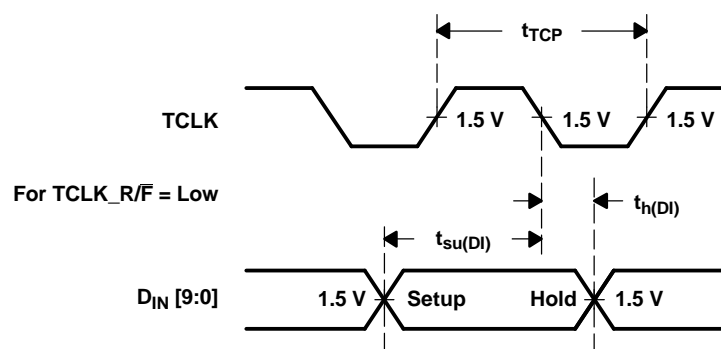 tTCP
TCLK
1.5 V
1.5 V
1.5 V
For TCLK_R/F̅ = Low
th(DI)
tsu(DI)
DIN [9:0]
1.5 V
Setup
Hold
1.5 V